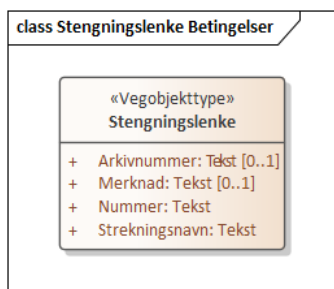 class Stengningslenke Betingelser
«Vegobjekttype»
Stengningslenke
+ Arkivnummer: Tekst [0..1]
+ Merknad: Tekst [0..1]
+ Nummer: Tekst
+ Strekningsnavn: Tekst